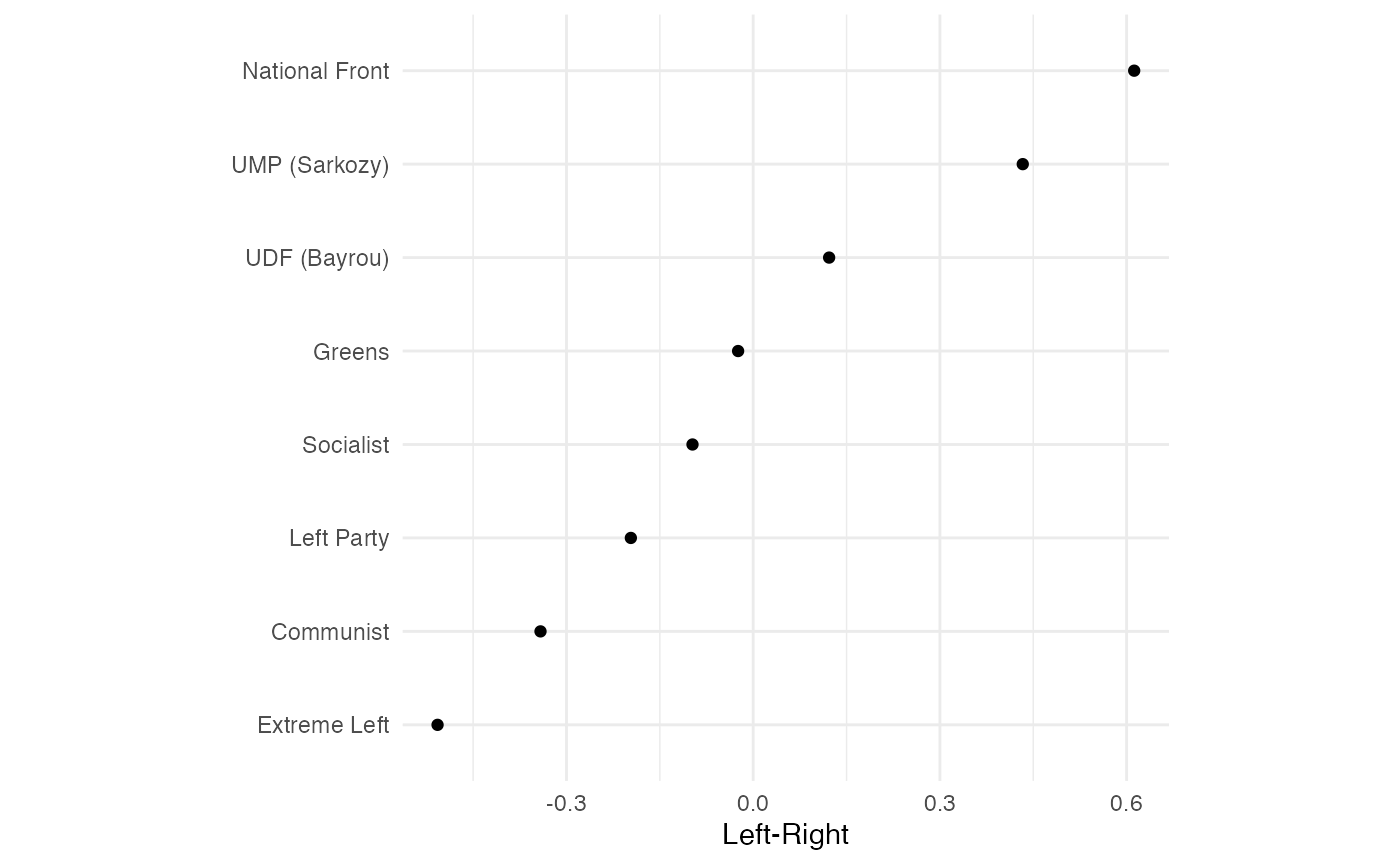 National Front
UMP (Sarkozy)
UDF (Bayrou)
Greens
Socialist
Left Party
Communist
Extreme Left
-0.3 0.0 0.3 0.6
Left-Right